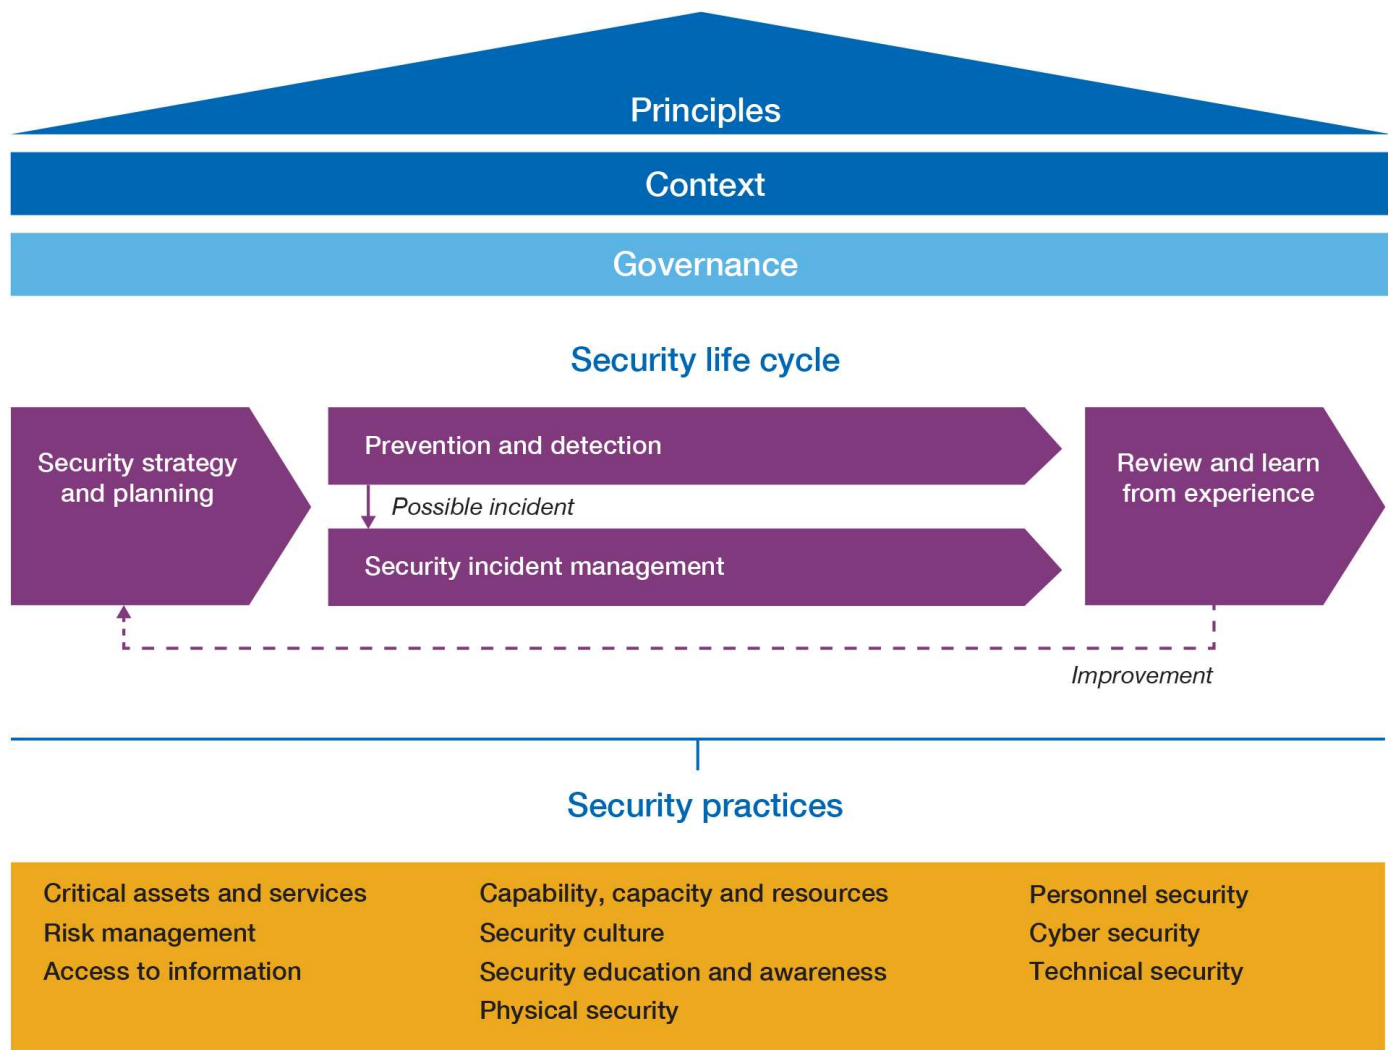 Principles
Context
Governance
Security life cycle
Security strategy
and planning
Prevention and detection
Possible incident
Security incident management
Review and learn
from experience
Improvement
Security practices
Critical assets and services
Risk management
Access to information
Capability, capacity and resources
Security culture
Security education and awareness
Physical security
Personnel security
Cyber security
Technical security